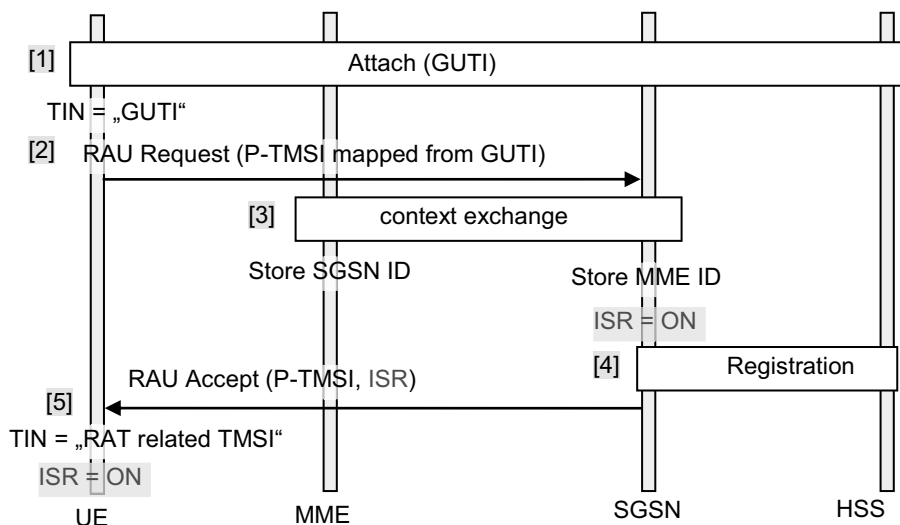 [1] Attach (GUTI)
TIN = „GUTI“
[2] RAU Request (P-TMSI mapped from GUTI)
[3] context exchange
Store SGSN ID
Store MME ID
ISR = ON
[4] Registration
RAU Accept (P-TMSI, ISR)
[5]
TIN = „RAT related TMSI“
ISR = ON
UE MME SGSN HSS